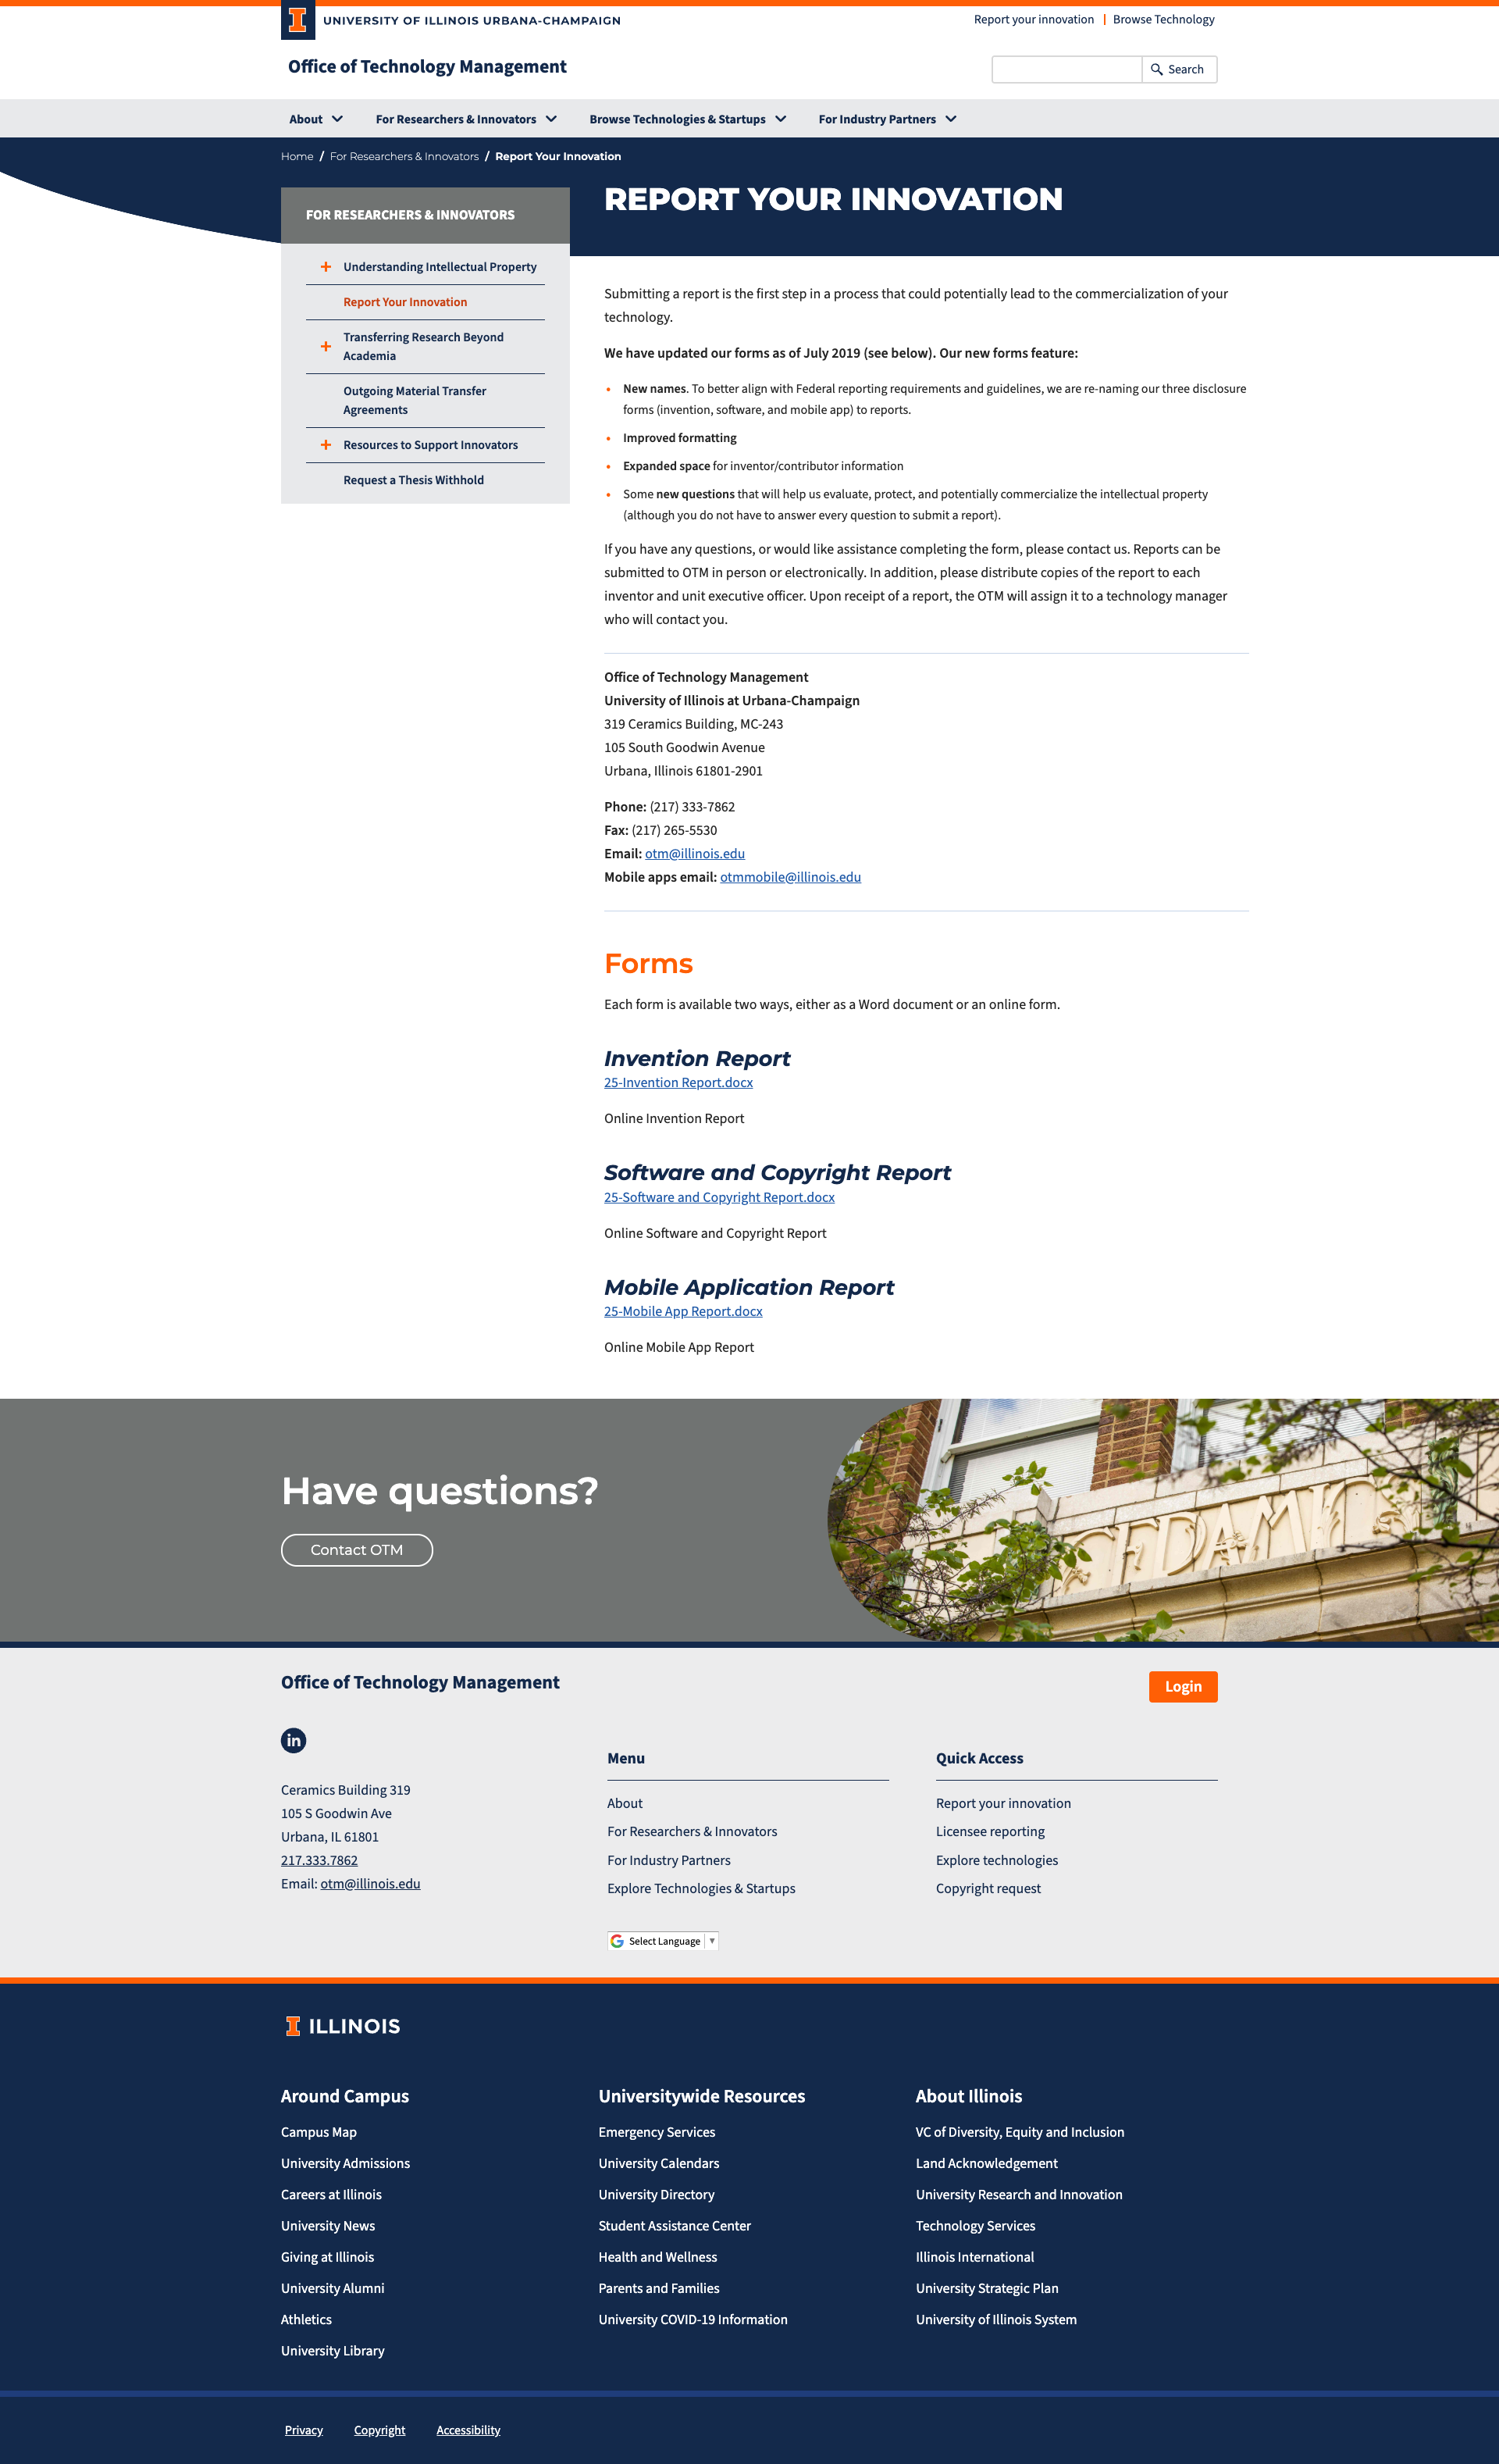 UNIVERSITY OF ILLINOIS URBANA-CHAMPAIGN
Report your innovation | Browse Technology
Office of Technology Management
Search
About
For Researchers & Innovators
Browse Technologies & Startups
For Industry Partners
Home / For Researchers & Innovators / Report Your Innovation
REPORT YOUR INNOVATION
FOR RESEARCHERS & INNOVATORS
Understanding Intellectual Property
Report Your Innovation
Transferring Research Beyond
Academia
Outgoing Material Transfer
Agreements
Resources to Support Innovators
Request a Thesis Withhold
Submitting a report is the first step in a process that could potentially lead to the commercialization of your
technology.
We have updated our forms as of July 2019 (see below). Our new forms feature:
New names. To better align with Federal reporting requirements and guidelines, we are re-naming our three disclosure
forms (invention, software, and mobile app) to reports.
Improved formatting
Expanded space for inventor/contributor information
Some new questions that will help us evaluate, protect, and potentially commercialize the intellectual property
(although you do not have to answer every question to submit a report).
If you have any questions, or would like assistance completing the form, please contact us. Reports can be
submitted to OTM in person or electronically. In addition, please distribute copies of the report to each
inventor and unit executive officer. Upon receipt of a report, the OTM will assign it to a technology manager
who will contact you.
Office of Technology Management
University of Illinois at Urbana-Champaign
319 Ceramics Building, MC-243
105 South Goodwin Avenue
Urbana, Illinois 61801-2901
Phone: (217) 333-7862
Fax: (217) 265-5530
Email: otm@illinois.edu
Mobile apps email: otmmobile@illinois.edu
Forms
Each form is available two ways, either as a Word document or an online form.
Invention Report
25-Invention Report.docx
Online Invention Report
Software and Copyright Report
25-Software and Copyright Report.docx
Online Software and Copyright Report
Mobile Application Report
25-Mobile App Report.docx
Online Mobile App Report
Have questions?
Contact OTM
Office of Technology Management
Login
Ceramics Building 319
105 S Goodwin Ave
Urbana, IL 61801
217.333.7862
Email: otm@illinois.edu
Menu
About
For Researchers & Innovators
For Industry Partners
Explore Technologies & Startups
Quick Access
Report your innovation
Licensee reporting
Explore technologies
Copyright request
Select Language ▼
ILLINOIS
Around Campus
Campus Map
University Admissions
Careers at Illinois
University News
Giving at Illinois
University Alumni
Athletics
University Library
Universitywide Resources
Emergency Services
University Calendars
University Directory
Student Assistance Center
Health and Wellness
Parents and Families
University COVID-19 Information
About Illinois
VC of Diversity, Equity and Inclusion
Land Acknowledgement
University Research and Innovation
Technology Services
Illinois International
University Strategic Plan
University of Illinois System
Privacy
Copyright
Accessibility